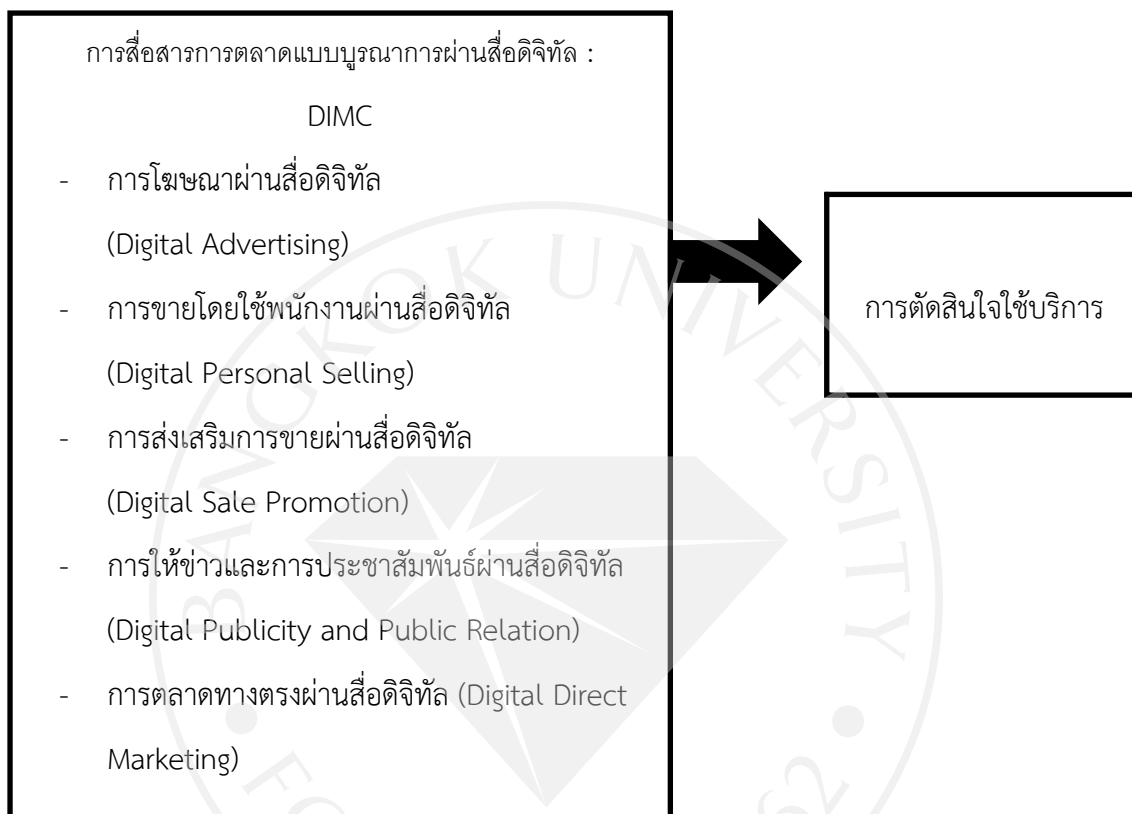 การสื่อสารการตลาดแบบบูรณาการผ่านสื่อดิจิทัล :
DIMC
- การโฆษณาผ่านสื่อดิจิทัล
(Digital Advertising)
- การขายโดยใช้พนักงานผ่านสื่อดิจิทัล
(Digital Personal Selling)
- การส่งเสริมการขายผ่านสื่อดิจิทัล
(Digital Sale Promotion)
- การให้ข่าวและการประชาสัมพันธ์ผ่านสื่อดิจิทัล
(Digital Publicity and Public Relation)
- การตลาดทางตรงผ่านสื่อดิจิทัล (Digital Direct
Marketing)
การตัดสินใจใช้บริการ
BANGKOK UNIVERSITY